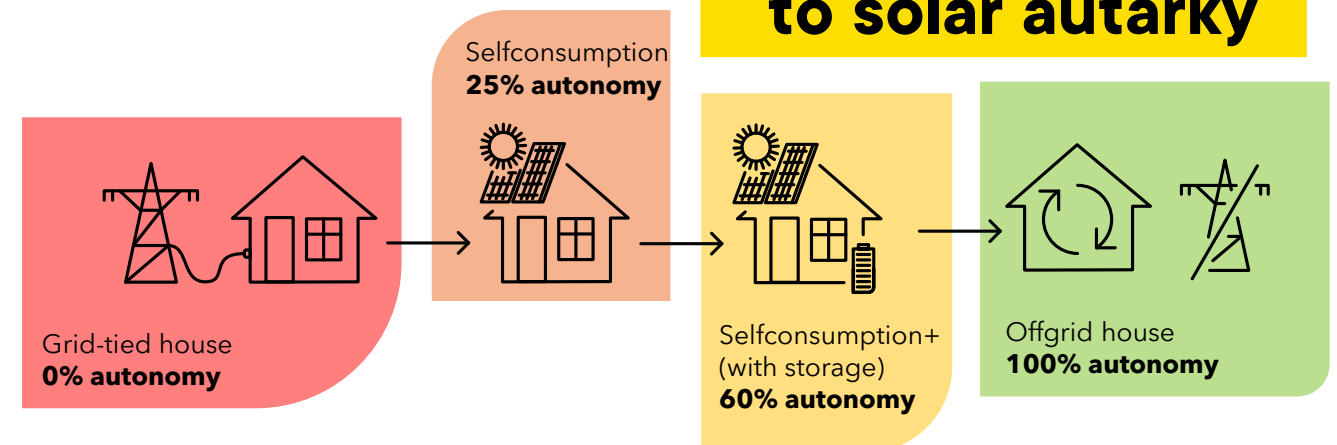 to solar autarky
Selfconsumption
25% autonomy
Grid-tied house
0% autonomy
Selfconsumption+
(with storage)
60% autonomy
Offgrid house
100% autonomy